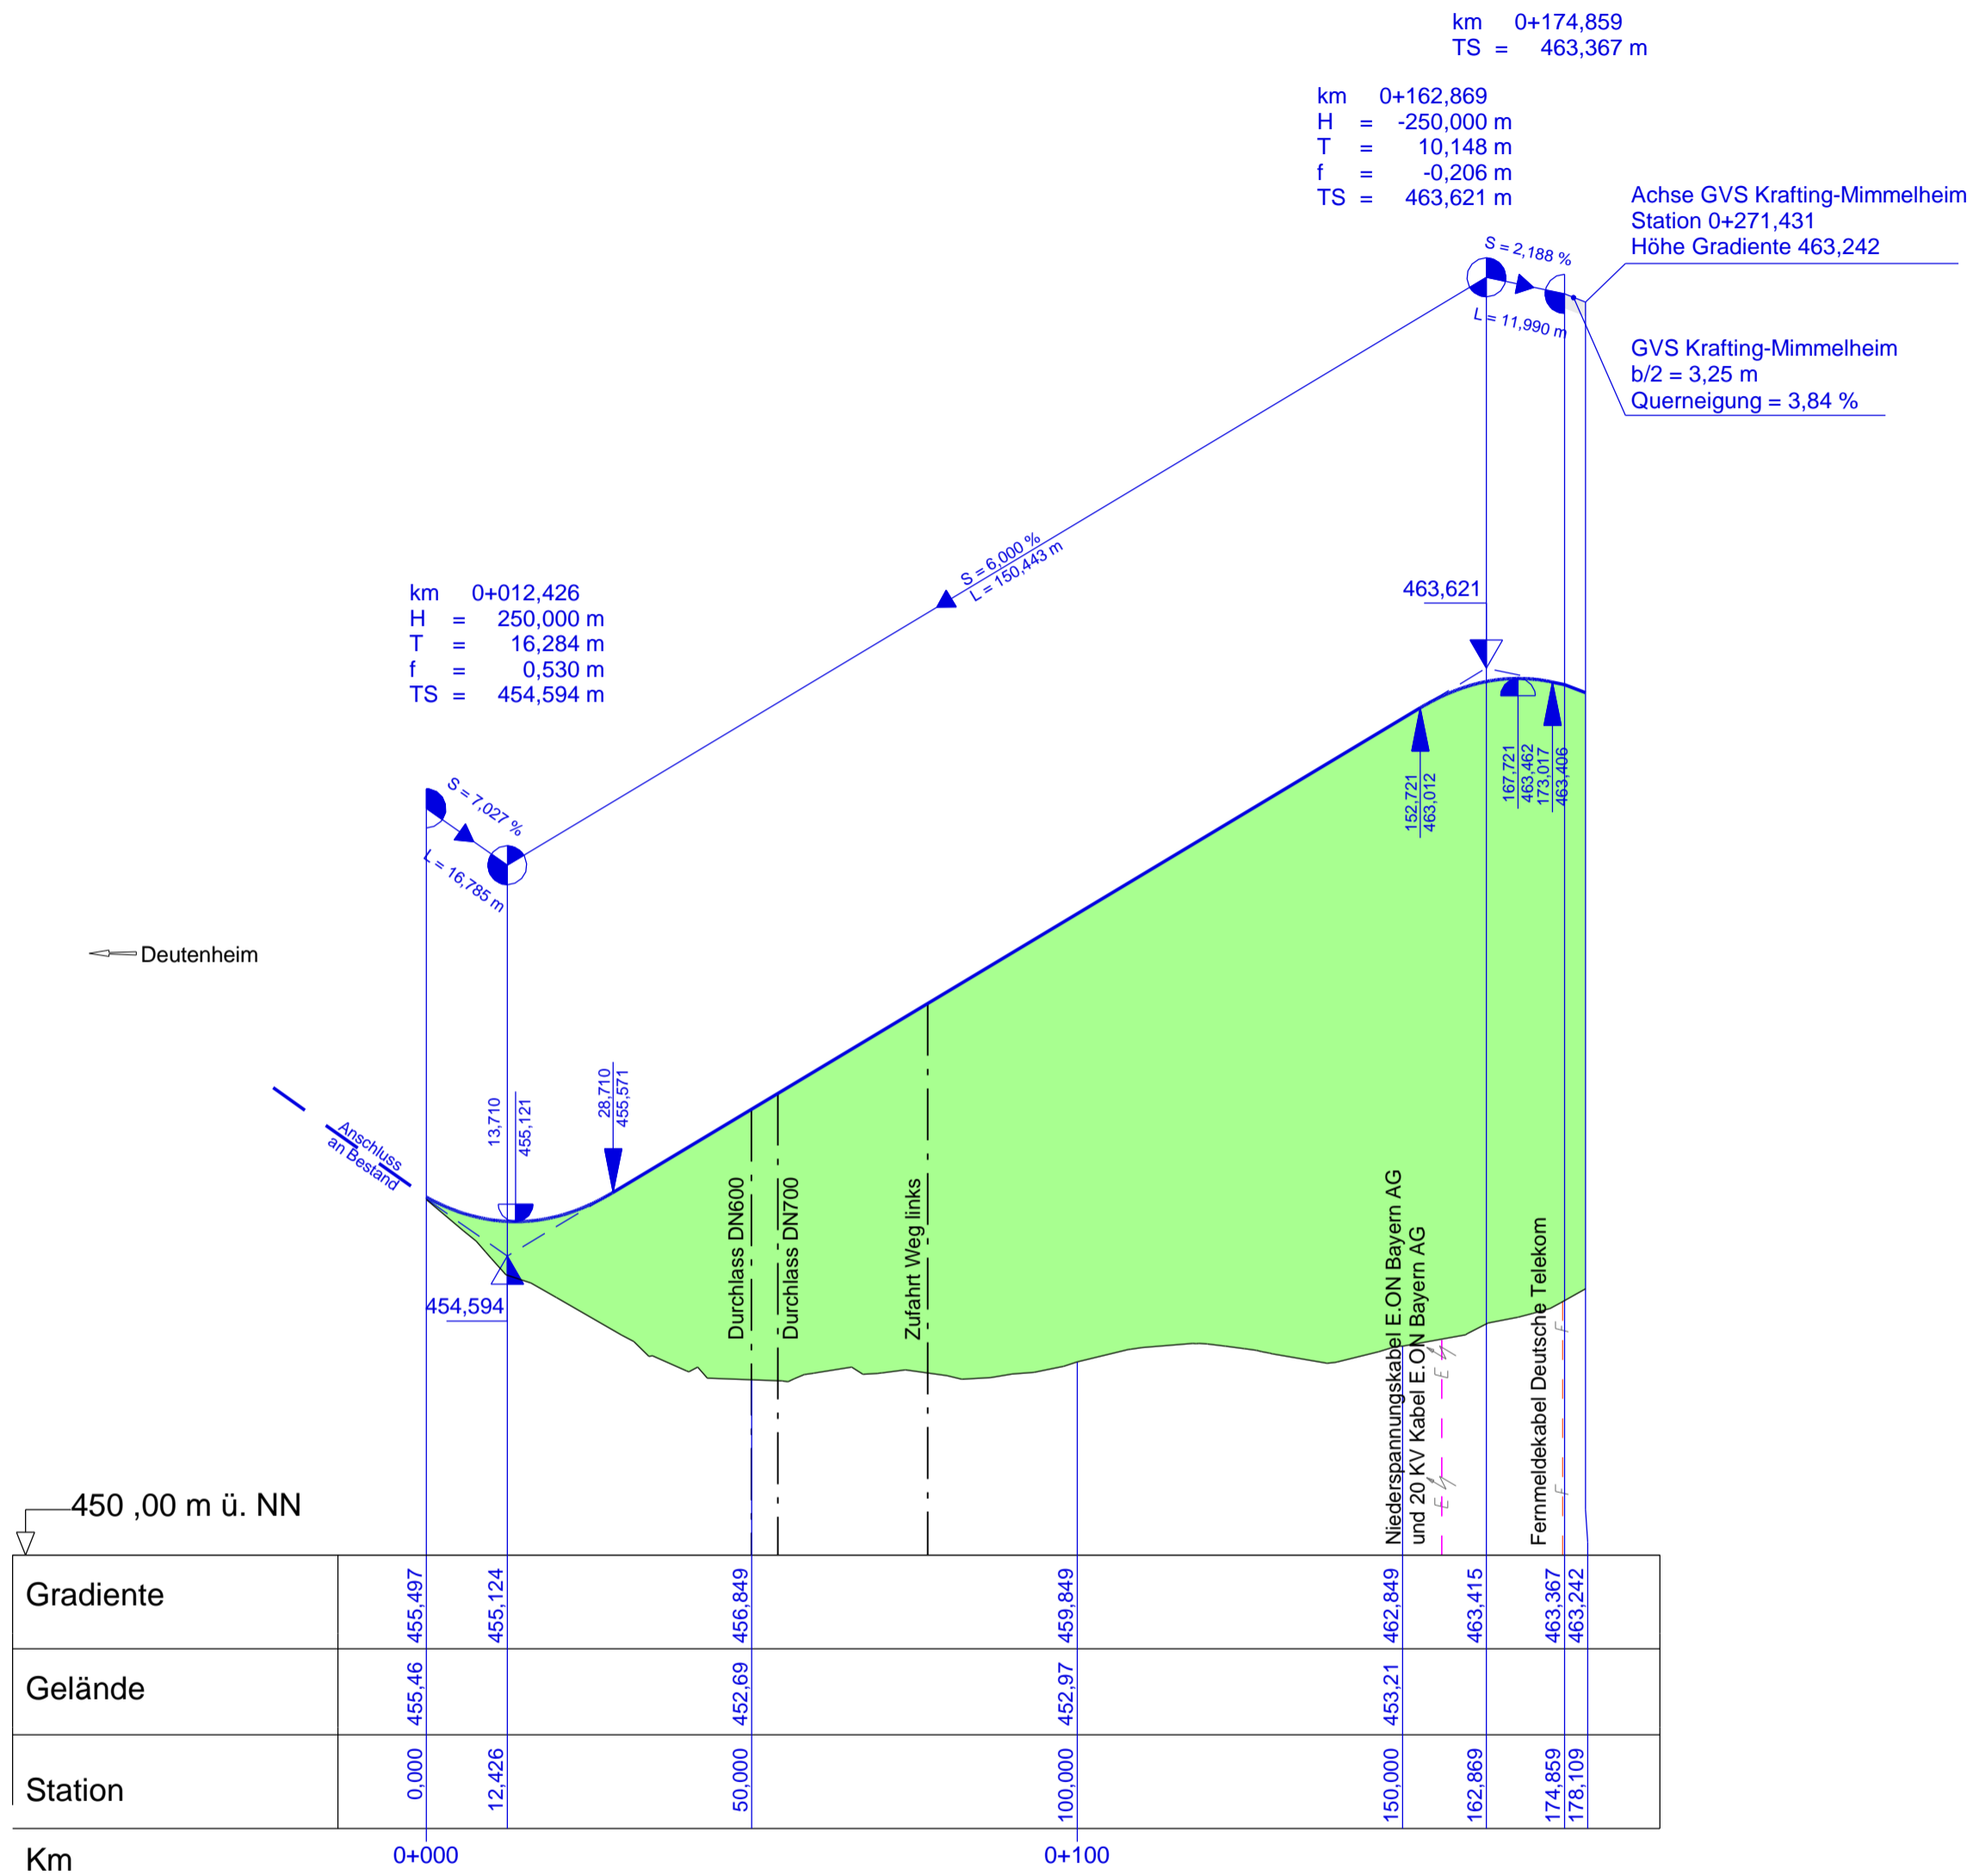 km 0+174,859
TS = 463,367 m
km 0+162,869
H = -250,000 m
T = 10,148 m
f = -0,206 m
TS = 463,621 m
Achse GVS Krafting-Mimmelheim
Station 0+271,431
Höhe Gradiente 463,242
S = 2,188 %
L = 11,990 m
GVS Krafting-Mimmelheim
b/2 = 3,25 m
Querneigung = 3,84 %
S = 6,000 %
L = 150,443 m
km 0+012,426
H = 250,000 m
T = 16,284 m
f = 0,530 m
TS = 454,594 m
463,621
S = 7,027 %
L = 16,785 m
152,721
463,012
167,721
463,462
173,017
463,406
Deutenheim
13,710
455,121
28,710
455,571
Anschluss
an Bestand
454,594
Durchlass DN600
Durchlass DN700
Zufahrt Weg links
Niederspannungskabel E.ON Bayern AG
und 20 KV Kabel E.ON Bayern AG
Fernmeldekabel Deutsche Telekom
E
E
F
F
450 ,00 m ü. NN
Gradiente 455,497 455,124 456,849 459,849 462,849 463,415 463,367 463,242
Gelände 455,46 452,69 452,97 453,21
Station 0,000 12,426 50,000 100,000 150,000 162,869 174,859 178,109
Km 0+000 0+100